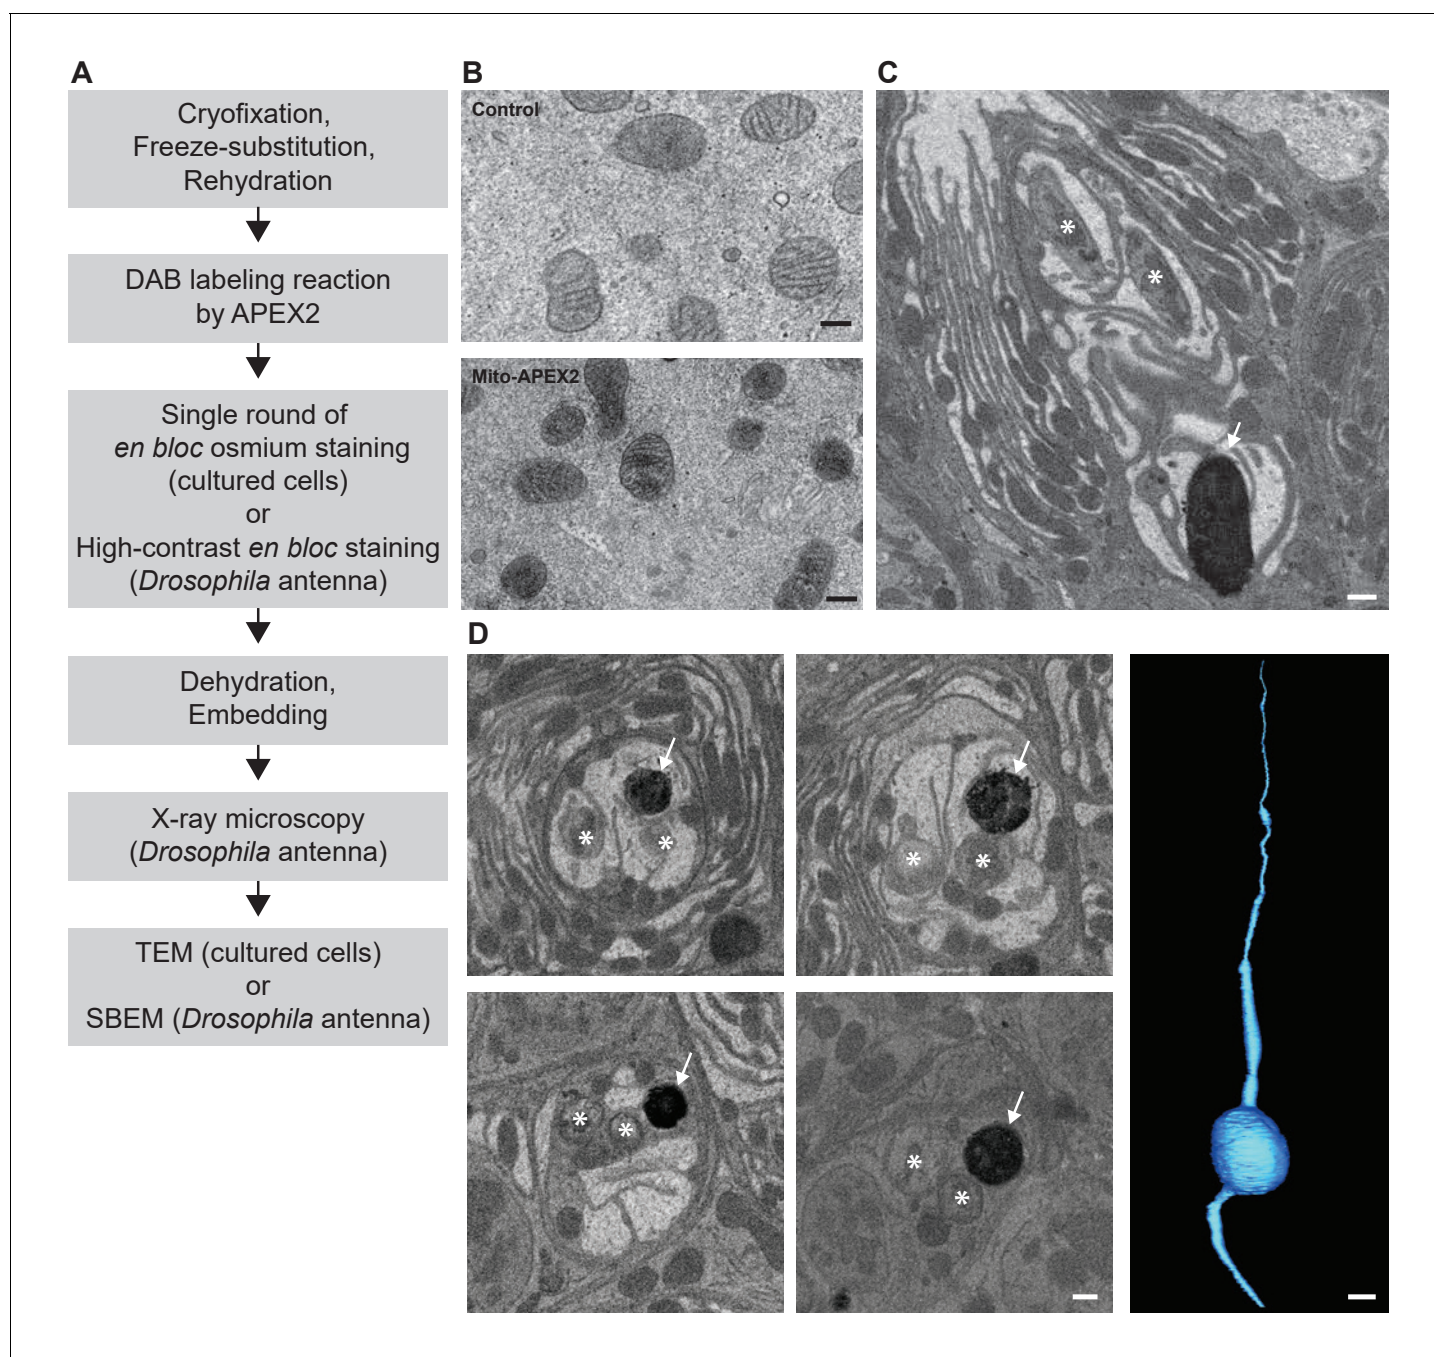 A
Cryofixation,
Freeze-substitution,
Rehydration
DAB labeling reaction
by APEX2
Single round of
en bloc osmium staining
(cultured cells)
or
High-contrast en bloc staining
(Drosophila antenna)
Dehydration,
Embedding
X-ray microscopy
(Drosophila antenna)
TEM (cultured cells)
or
SBEM (Drosophila antenna)
B
Control
Mito-APEX2
C
*
*
D
*
*
*
*
*
*
*
*